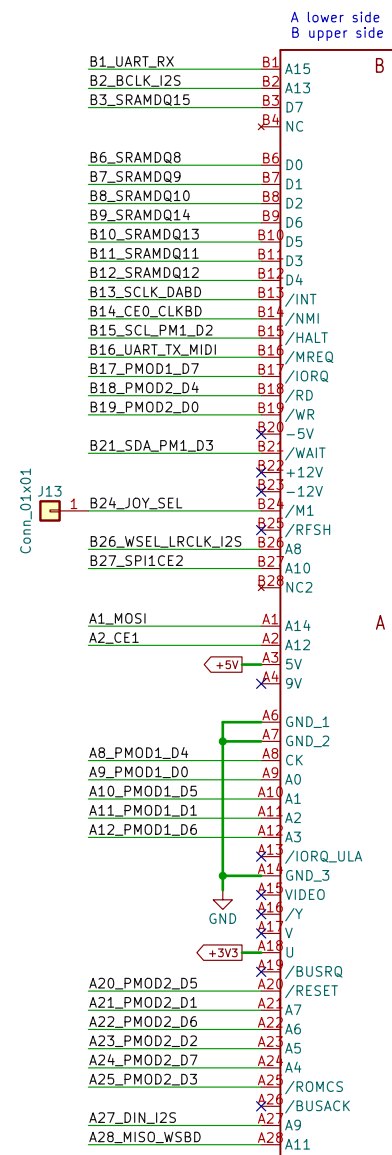 A lower side
B upper side
B
B1_UART_RX B1 A15
B2_BCLK_I2S B2 A13
B3_SRAMDQ15 B3 D7
B4 NC
B6_SRAMDQ8 B6 D0
B7_SRAMDQ9 B7 D1
B8_SRAMDQ10 B8 D2
B9_SRAMDQ14 B9 D6
B10_SRAMDQ13 B10 D5
B11_SRAMDQ11 B11 D3
B12_SRAMDQ12 B12 D4
B13_SCLK_DABD B13 /INT
B14_CE0_CLKBD B14 /NMI
B15_SCL_PM1_D2 B15 /HALT
B16_UART_TX_MIDI B16 /MREQ
B17_PMOD1_D7 B17 /IORQ
B18_PMOD2_D4 B18 /RD
B19_PMOD2_D0 B19 /WR
B20 -5V
B21_SDA_PM1_D3 B21 /WAIT
B22 +12V
B23 -12V
Conn_01x01
J13
1 B24_JOY_SEL B24 /M1
B25 /RFSH
B26_WSEL_LRCLK_I2S B26 A8
B27_SPI1CE2 B27 A10
B28 NC2
A
A1_MOSI A1 A14
A2_CE1 A2 A12
+5V A3 5V
A4 9V
A6 GND_1
A7 GND_2
A8_PMOD1_D4 A8 CK
A9_PMOD1_D0 A9 A0
A10_PMOD1_D5 A10 A1
A11_PMOD1_D1 A11 A2
A12_PMOD1_D6 A12 A3
A13 /IORQ_ULA
A14 GND_3
A15 VIDEO
A16 /Y
GND
A17 V
+3V3 A18 U
A19 /BUSRQ
A20_PMOD2_D5 A20 /RESET
A21_PMOD2_D1 A21 A7
A22_PMOD2_D6 A22 A6
A23_PMOD2_D2 A23 A5
A24_PMOD2_D7 A24 A4
A25_PMOD2_D3 A25 /ROMCS
A26 /BUSACK
A27_DIN_I2S A27 A9
A28_MISO_WSBD A28 A11